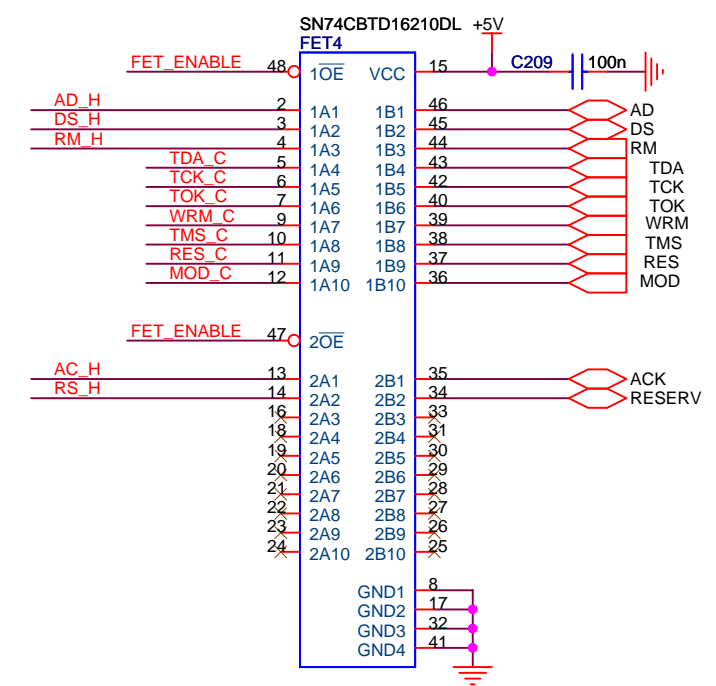 SN74CBTD16210DL +5V
FET4
FET_ENABLE 48 1OE VCC 15 C209 100n
AD_H 2 1A1 1B1 46 AD
DS_H 3 1A2 1B2 45 DS
RM_H 4 1A3 1B3 44 RM
TDA_C 5 1A4 1B4 43 TDA
TCK_C 6 1A5 1B5 42 TCK
TOK_C 7 1A6 1B6 40 TOK
WRM_C 9 1A7 1B7 39 WRM
TMS_C 10 1A8 1B8 38 TMS
RES_C 11 1A9 1B9 37 RES
MOD_C 12 1A10 1B10 36 MOD
FET_ENABLE 47 2OE
AC_H 13 2A1 2B1 35 ACK
RS_H 14 2A2 2B2 34 RESERV
16 2A3 2B3 33
18 2A4 2B4 31
19 2A5 2B5 30
20 2A6 2B6 29
21 2A7 2B7 28
22 2A8 2B8 27
23 2A9 2B9 26
24 2A10 2B10 25
GND1 8
GND2 17
GND3 32
GND4 41